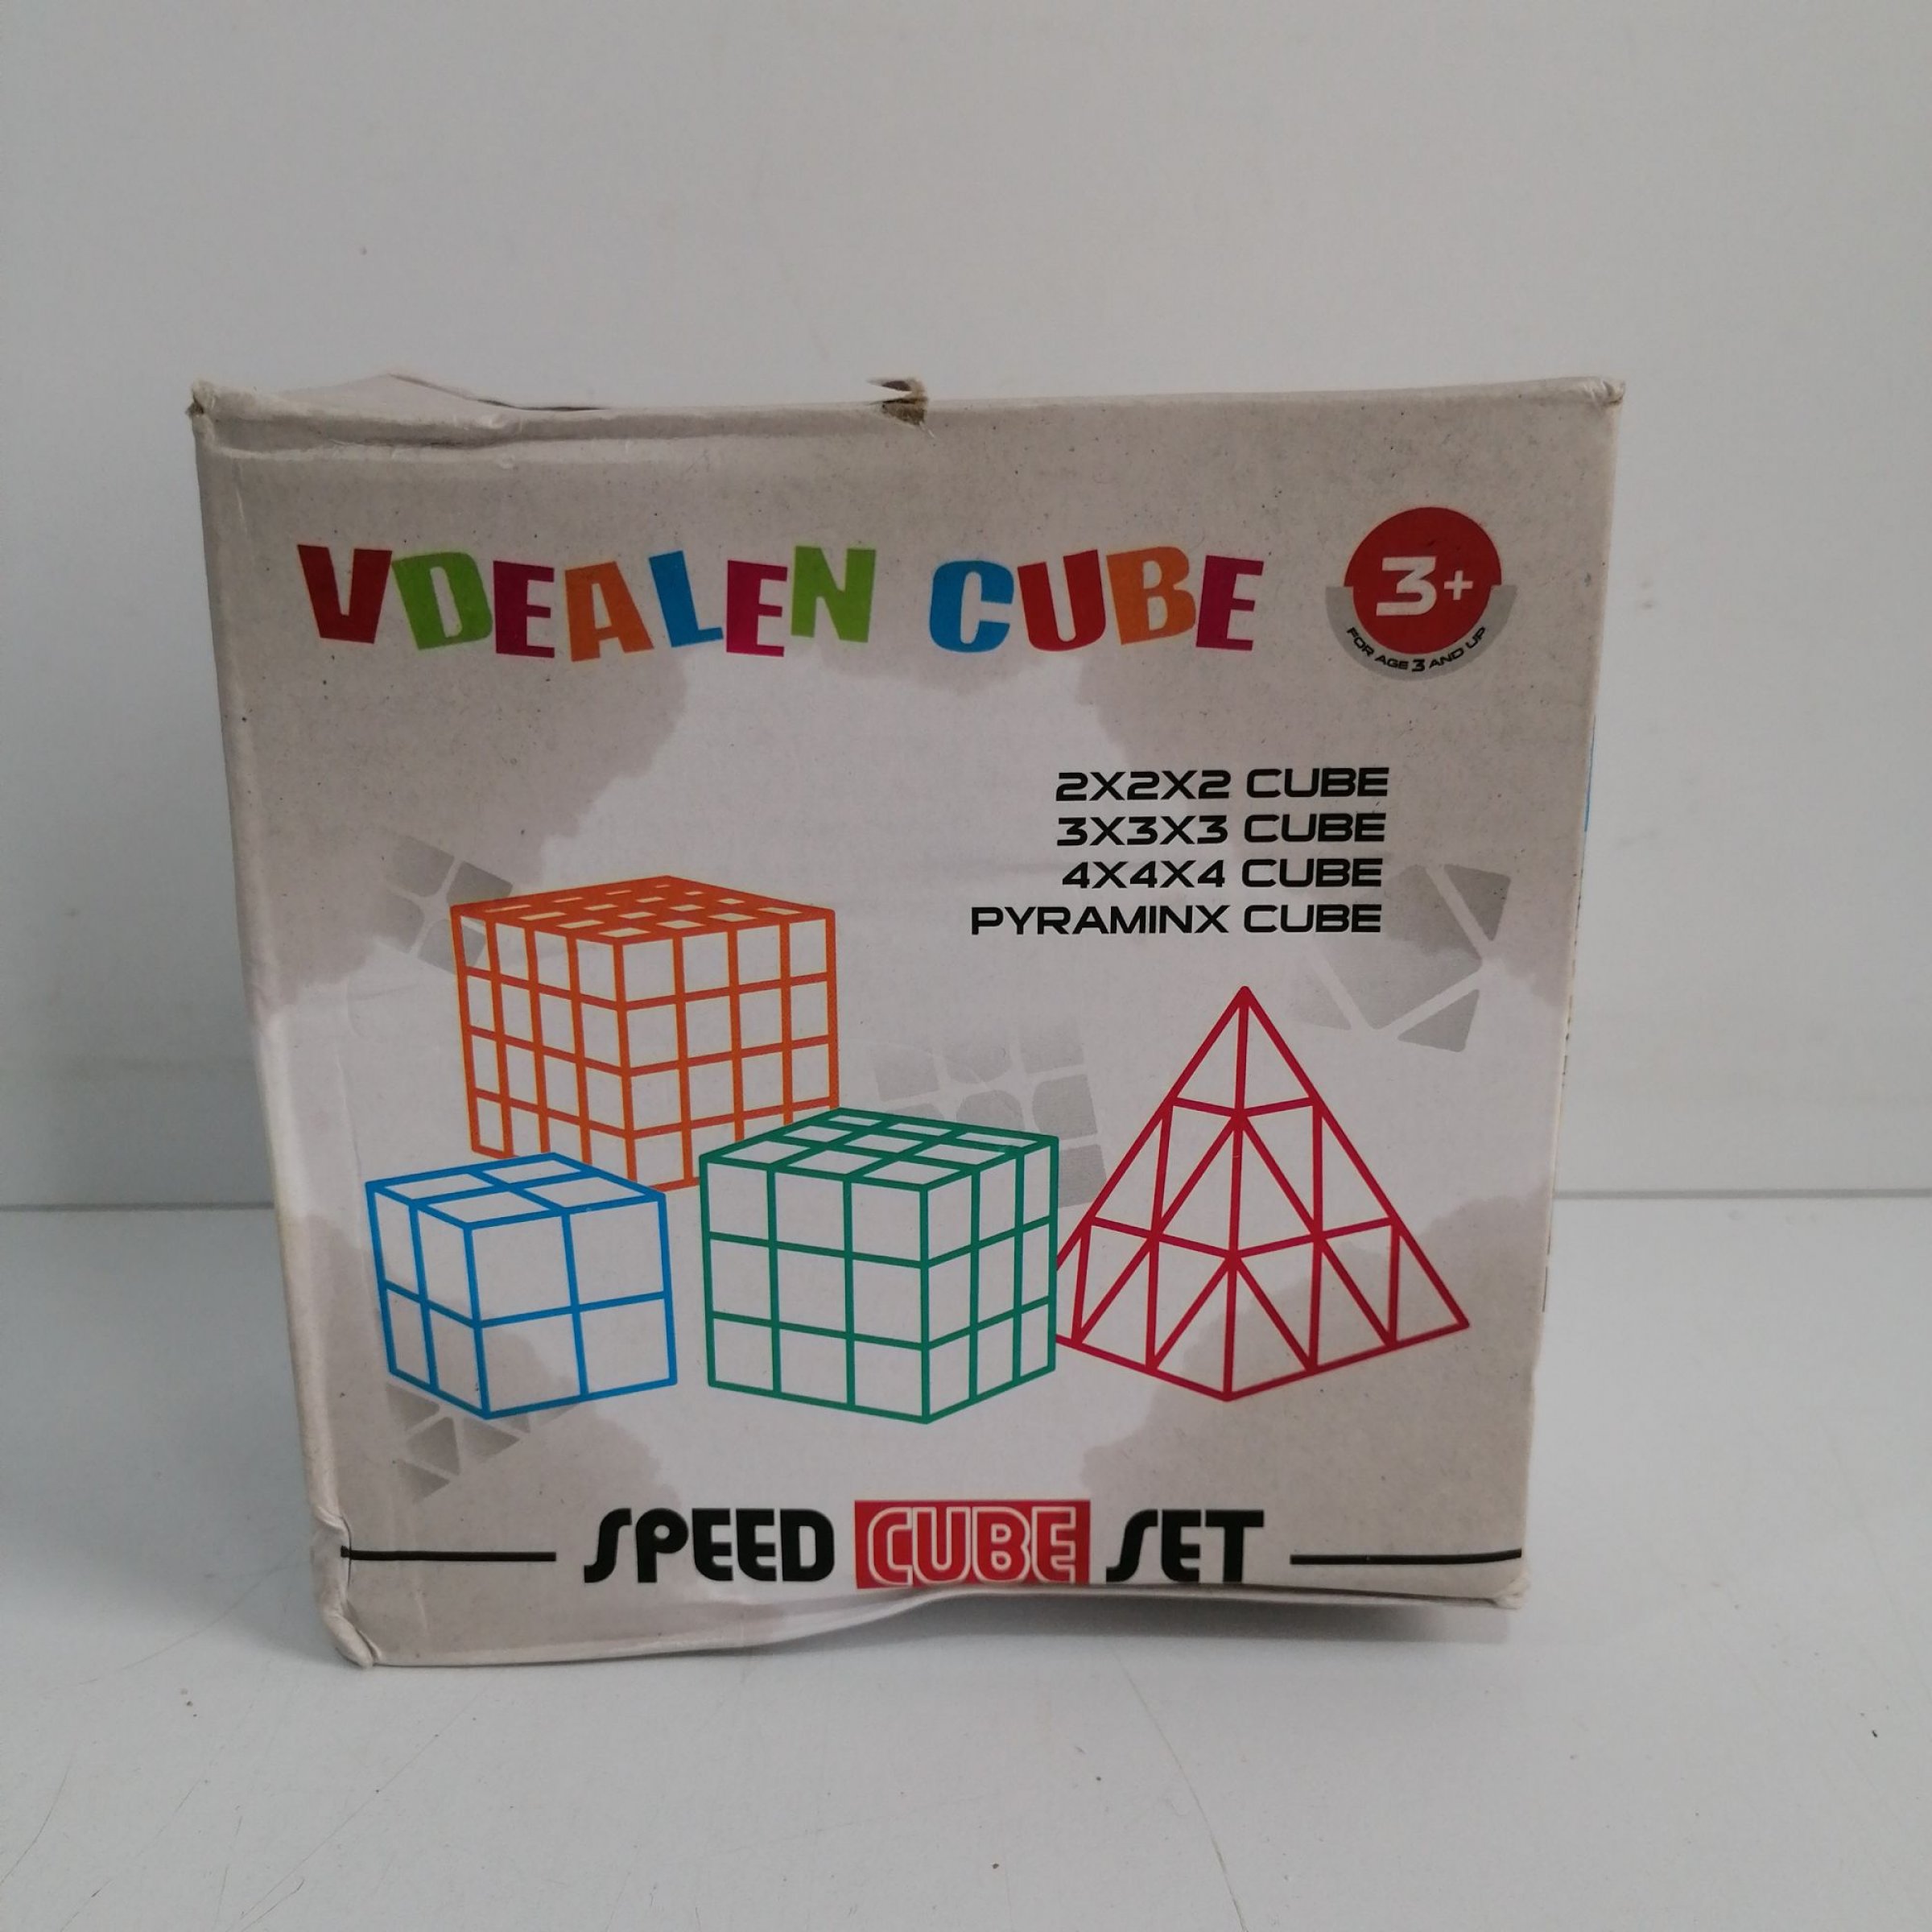 VDEALEN CUBE
3+
FOR AGE 3 AND UP
2X2X2 CUBE
3X3X3 CUBE
4X4X4 CUBE
PYRAMINX CUBE
SPEED CUBE SET